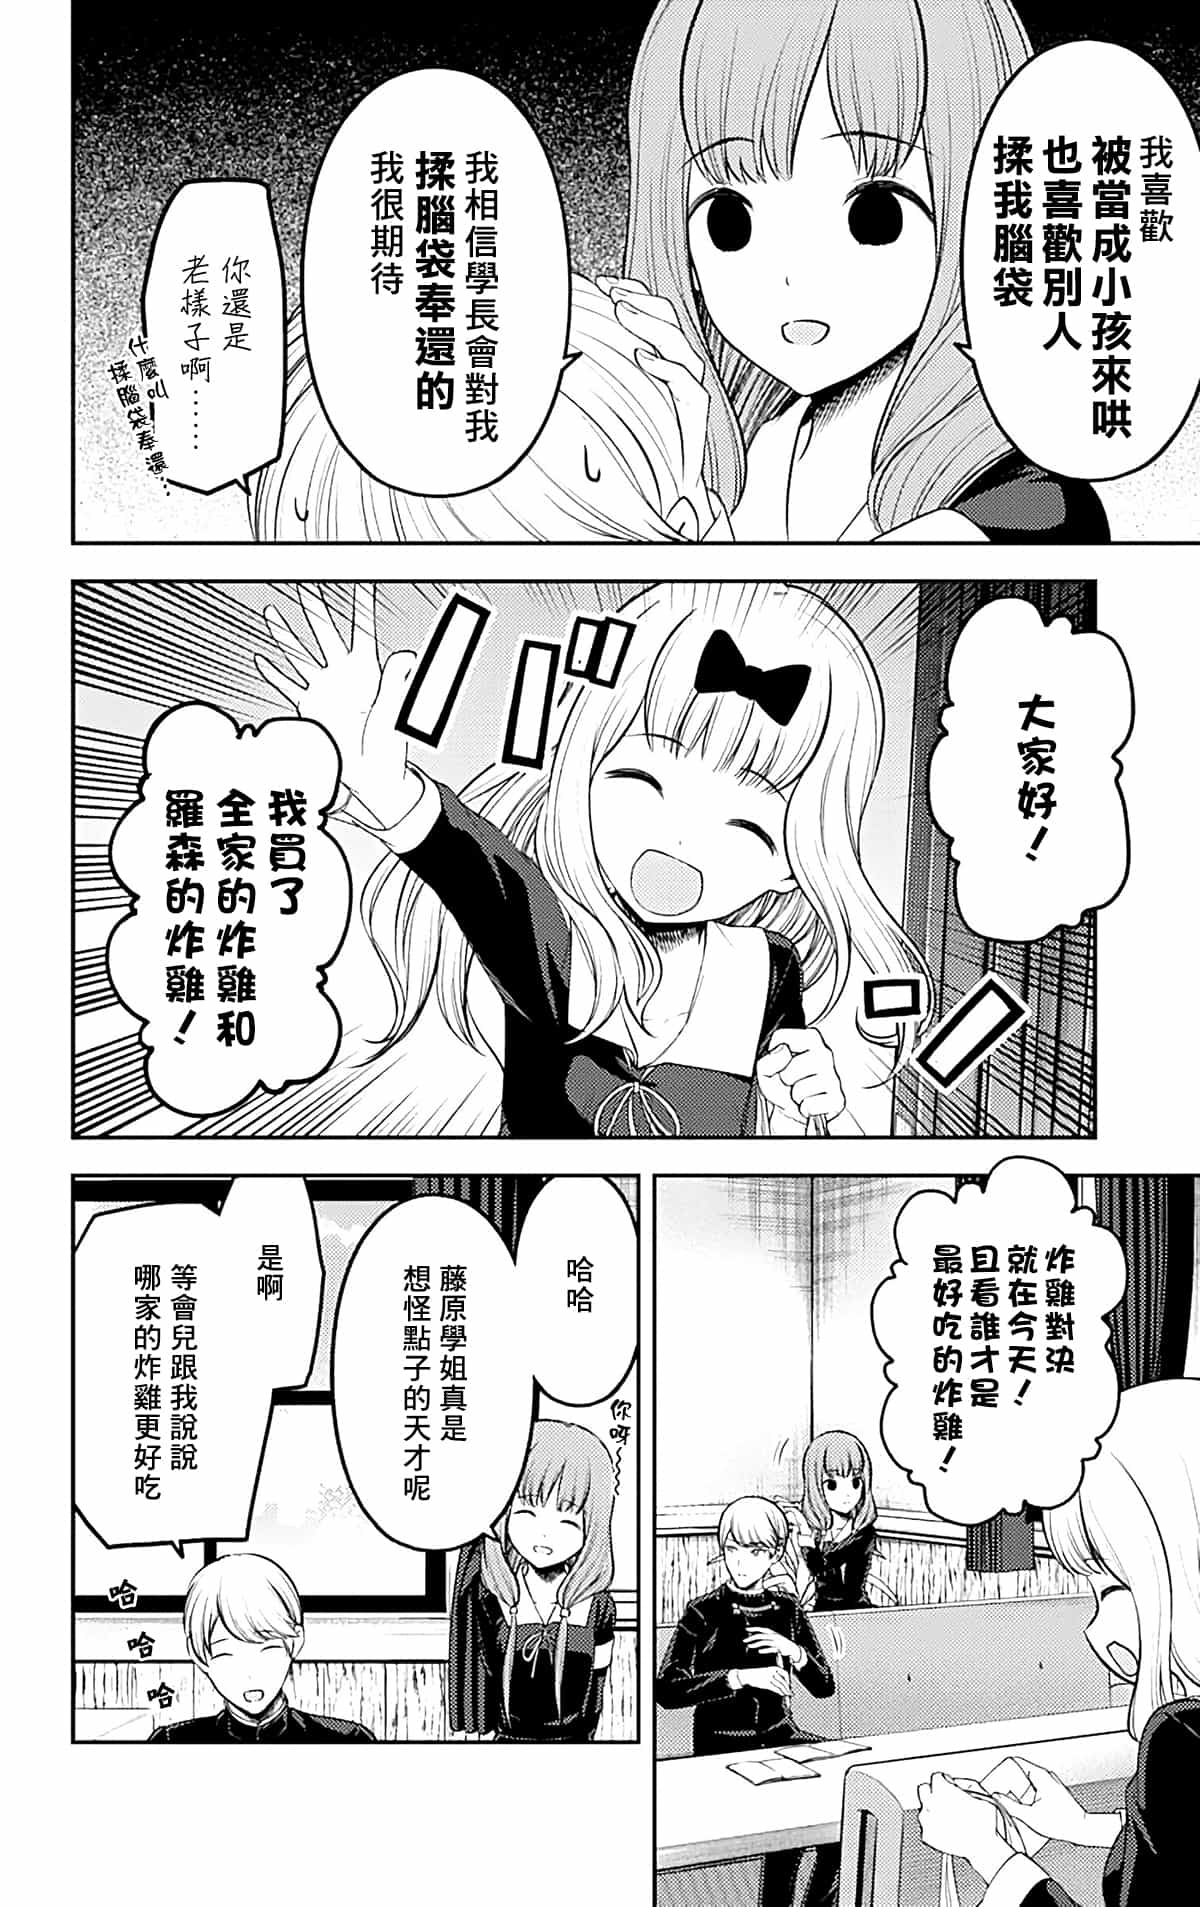 我喜歡
被當成小孩來哄
也喜歡別人
揉我腦袋
我相信學長會對我
揉腦袋奉還的
我很期待
你還是
老樣子啊……
什麼叫
揉腦袋奉還…
大家好！
我買了
全家的炸雞和
羅森的炸雞！
炸雞對決
就在今天！
且看誰才是
最好吃的炸雞！
哈哈
藤原學姐真是
想怪點子的天才呢
你呀～～
是啊
等會兒跟我說說
哪家的炸雞更好吃
哈
哈
哈